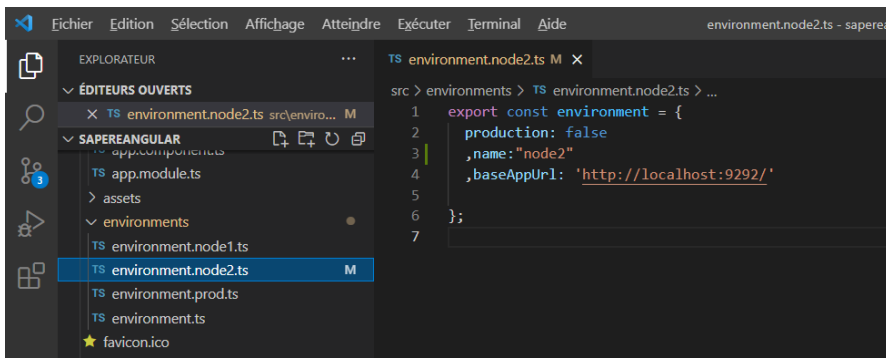 Fichier Edition Sélection Affichage Atteindre Exécuter Terminal Aide environment.node2.ts - saperea
EXPLORATEUR ...
ÉDITEURS OUVERTS
TS environment.node2.ts src\enviro... M
SAPEREANGULAR
app.component.ts
TS app.module.ts
assets
environments
TS environment.node1.ts
TS environment.node2.ts M
TS environment.prod.ts
TS environment.ts
favicon.ico
3
TS environment.node2.ts M
src > environments > TS environment.node2.ts > ...
1 export const environment = {
2 production: false
3 ,name:"node2"
4 ,baseAppUrl: 'http://localhost:9292/'
5
6 };
7